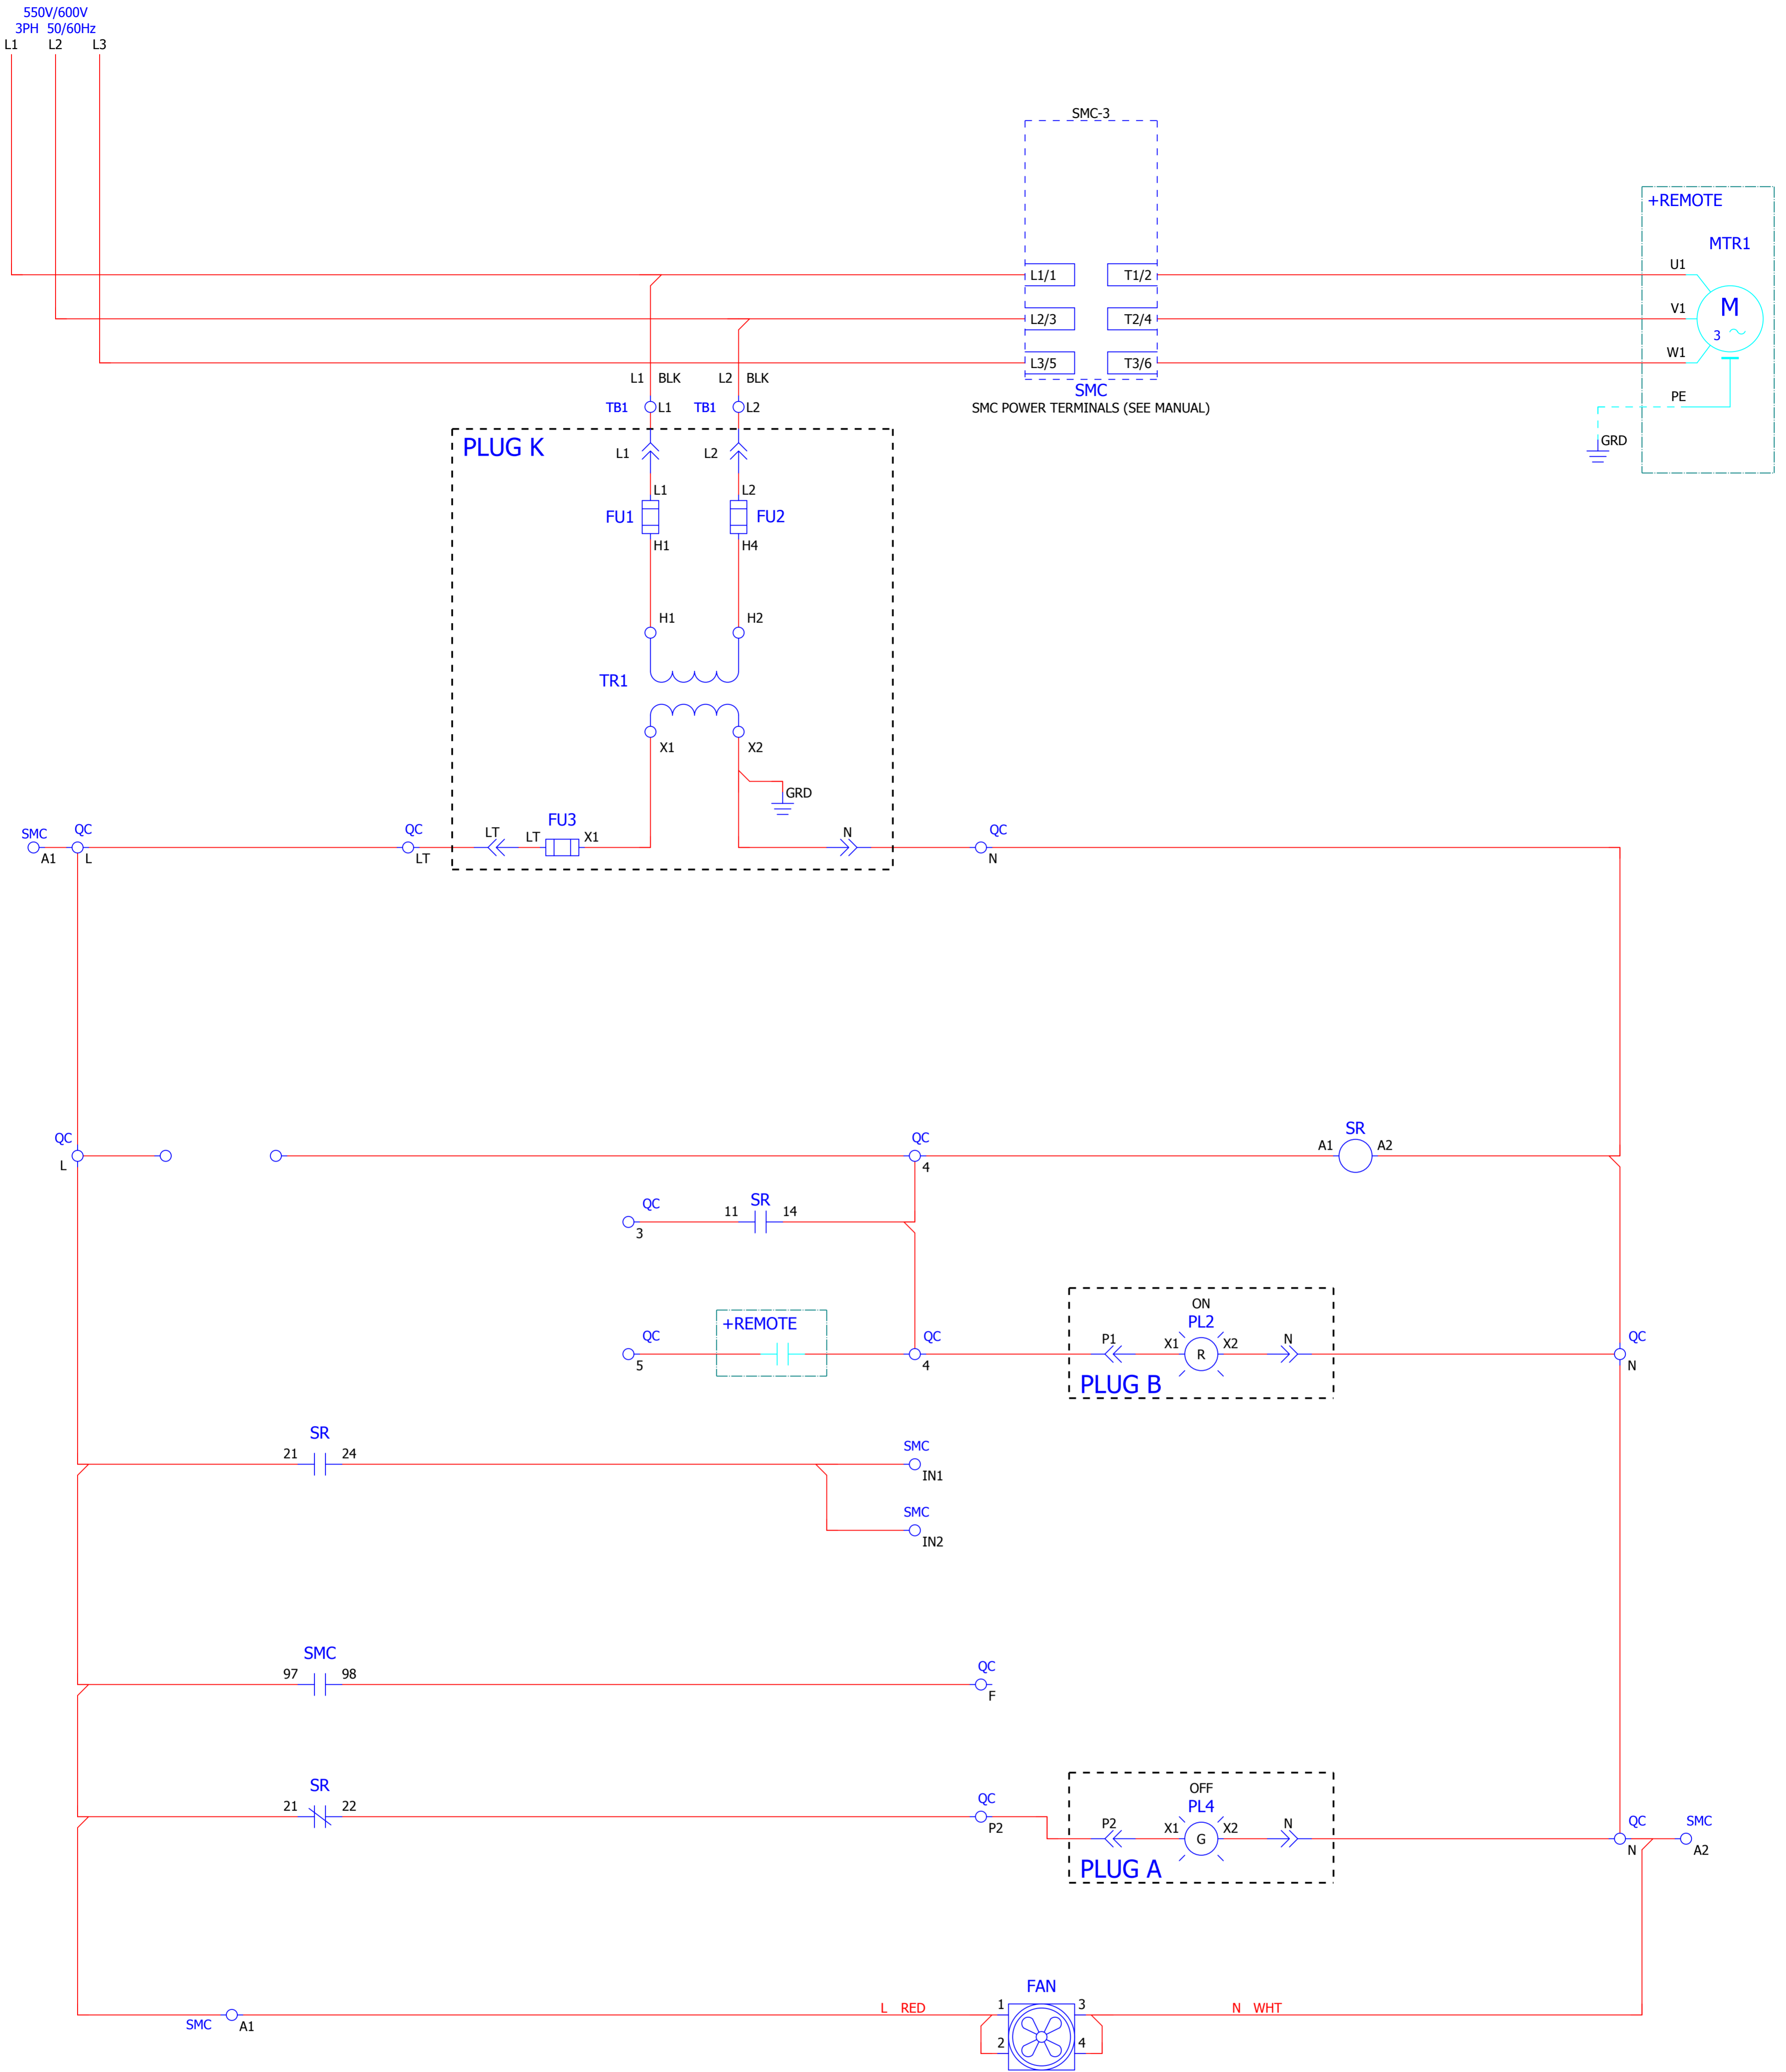 550V/600V
3PH 50/60Hz
L1 L2 L3
SMC-3
+REMOTE
MTR1
L1/1 T1/2 U1
L2/3 T2/4 V1
M
3
L3/5 T3/6 W1
L1 BLK L2 BLK
SMC
TB1 L1 TB1 L2
SMC POWER TERMINALS (SEE MANUAL)
PE
GRD
PLUG K
L1 L2
L1 L2
FU1 FU2
H1 H4
H1 H2
TR1
X1 X2
GRD
FU3
SMC QC QC LT LT X1 N QC
A1 L LT N
QC QC SR
L 4 A1 A2
QC SR
3 11 14
ON
+REMOTE PL2
QC QC P1 X1 R X2 N QC
5 4 N
PLUG B
SR
21 24 SMC
IN1
SMC
IN2
SMC
97 98 QC
F
SR OFF
21 22 QC PL4
P2 P2 X1 G X2 N QC SMC
N A2
PLUG A
FAN
L RED 1 3 N WHT
SMC A1
2 4